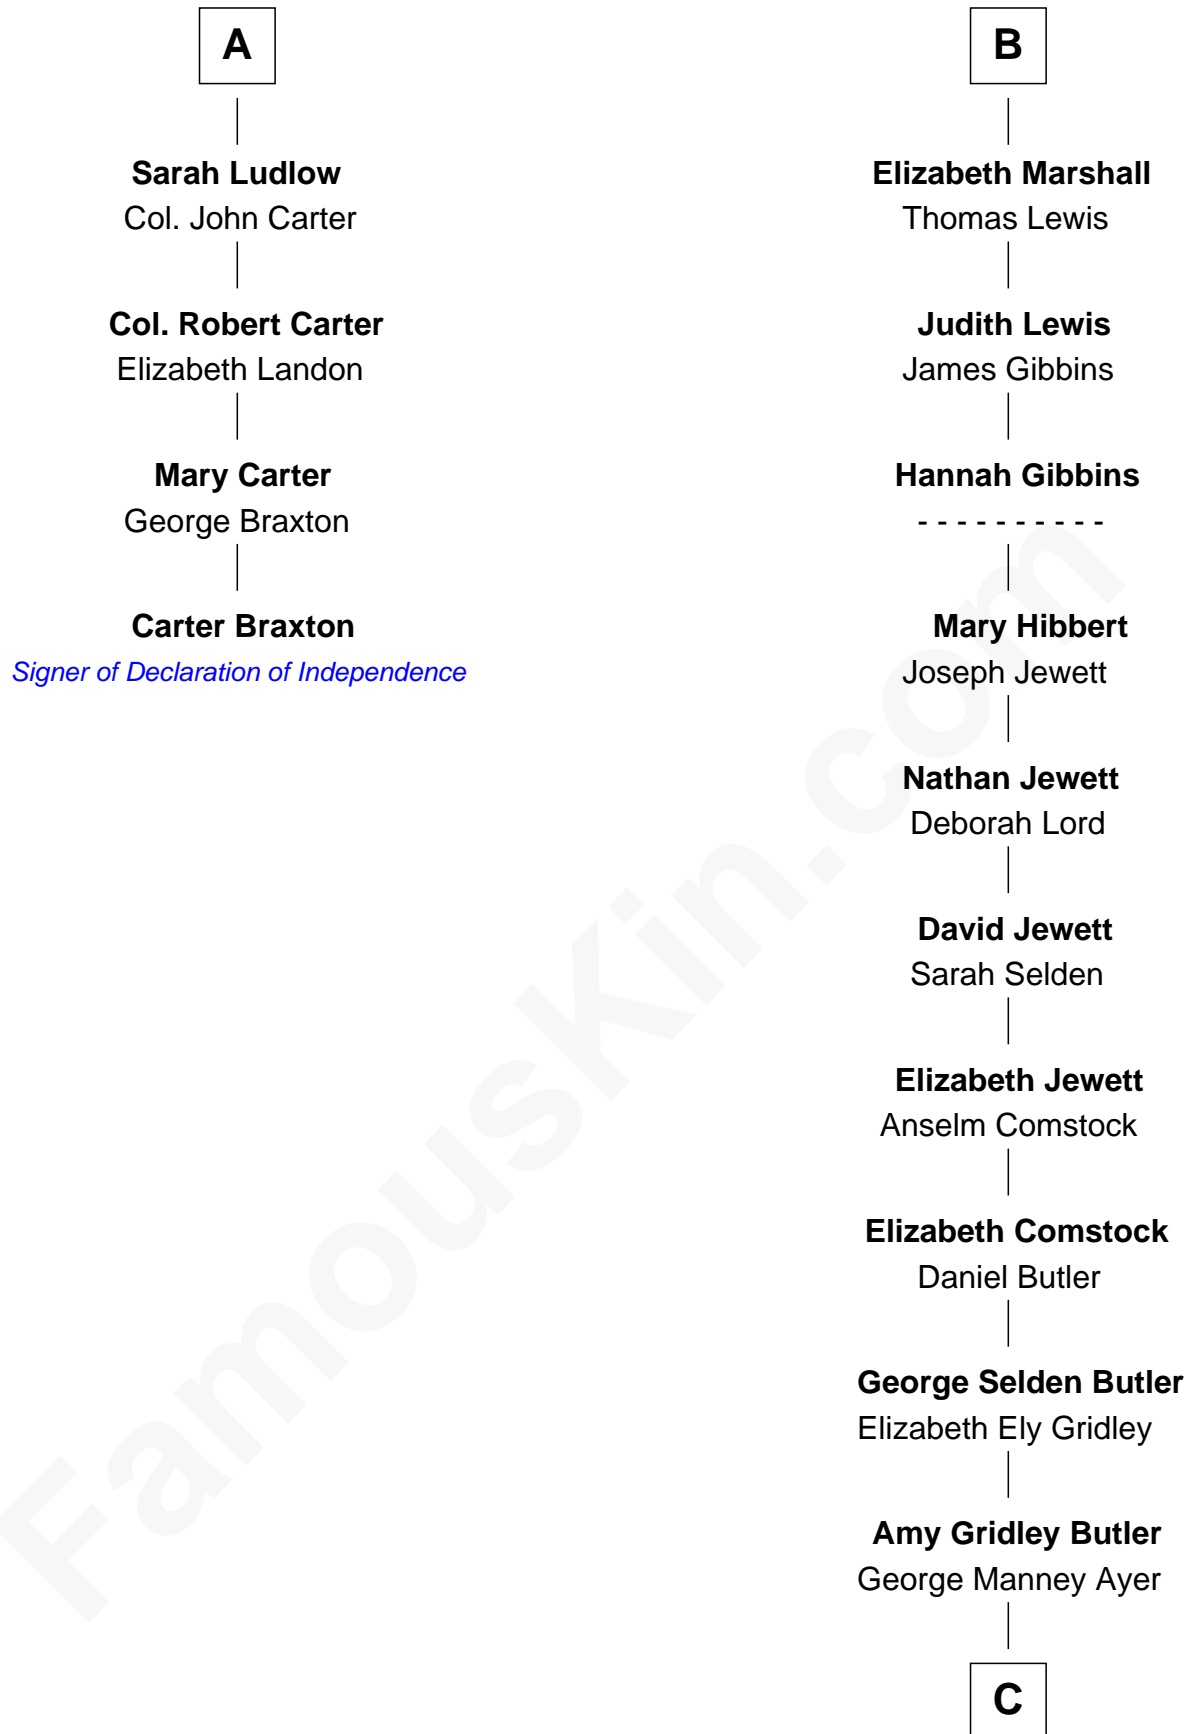 A
Sarah Ludlow
Col. John Carter
Col. Robert Carter
Elizabeth Landon
Mary Carter
George Braxton
Carter Braxton
Signer of Declaration of Independence
B
Elizabeth Marshall
Thomas Lewis
Judith Lewis
James Gibbins
Hannah Gibbins
- - - - - - - - - -
Mary Hibbert
Joseph Jewett
Nathan Jewett
Deborah Lord
David Jewett
Sarah Selden
Elizabeth Jewett
Anselm Comstock
Elizabeth Comstock
Daniel Butler
George Selden Butler
Elizabeth Ely Gridley
Amy Gridley Butler
George Manney Ayer
C
FamousKin.com